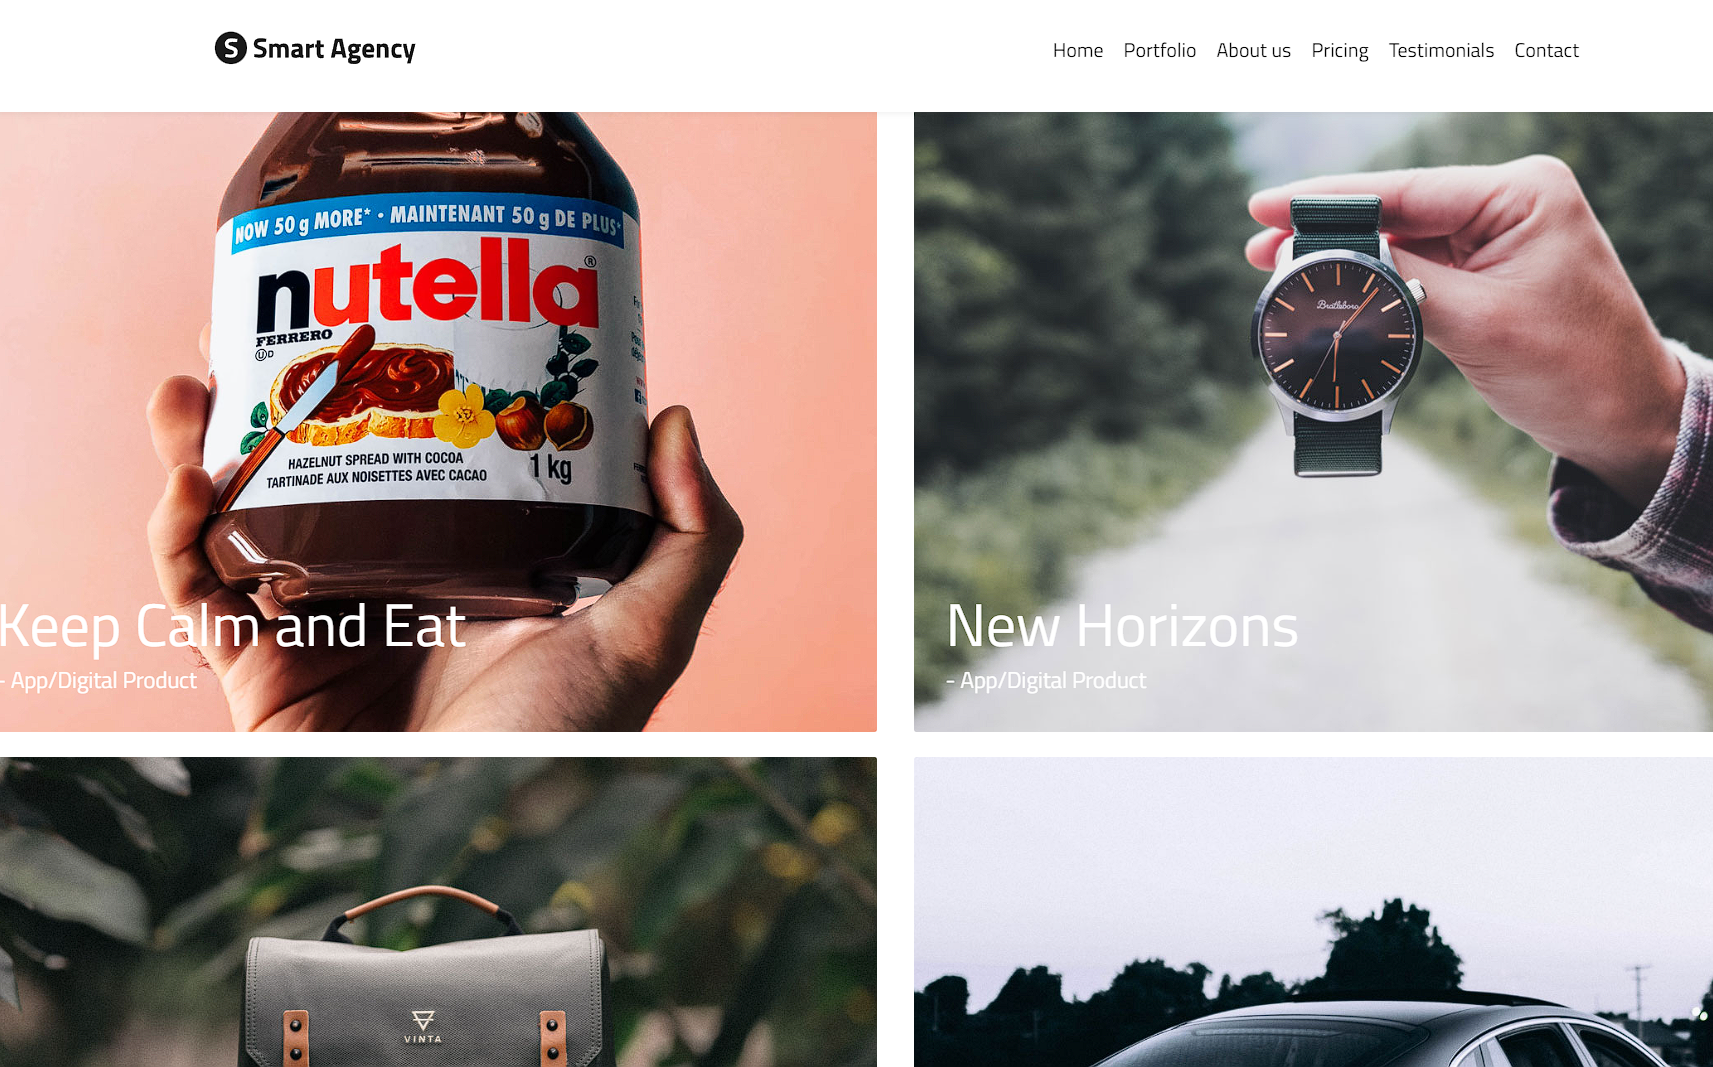 S Smart Agency
Home Portfolio About us Pricing Testimonials Contact
NOW 50 g MORE* • MAINTENANT 50 g DE PLUS*
nutella®
FERRERO
U D
HAZELNUT SPREAD WITH COCOA
TARTINADE AUX NOISETTES AVEC CACAO
1 kg
Keep Calm and Eat
- App/Digital Product
Brathleboro
New Horizons
- App/Digital Product
VINTA